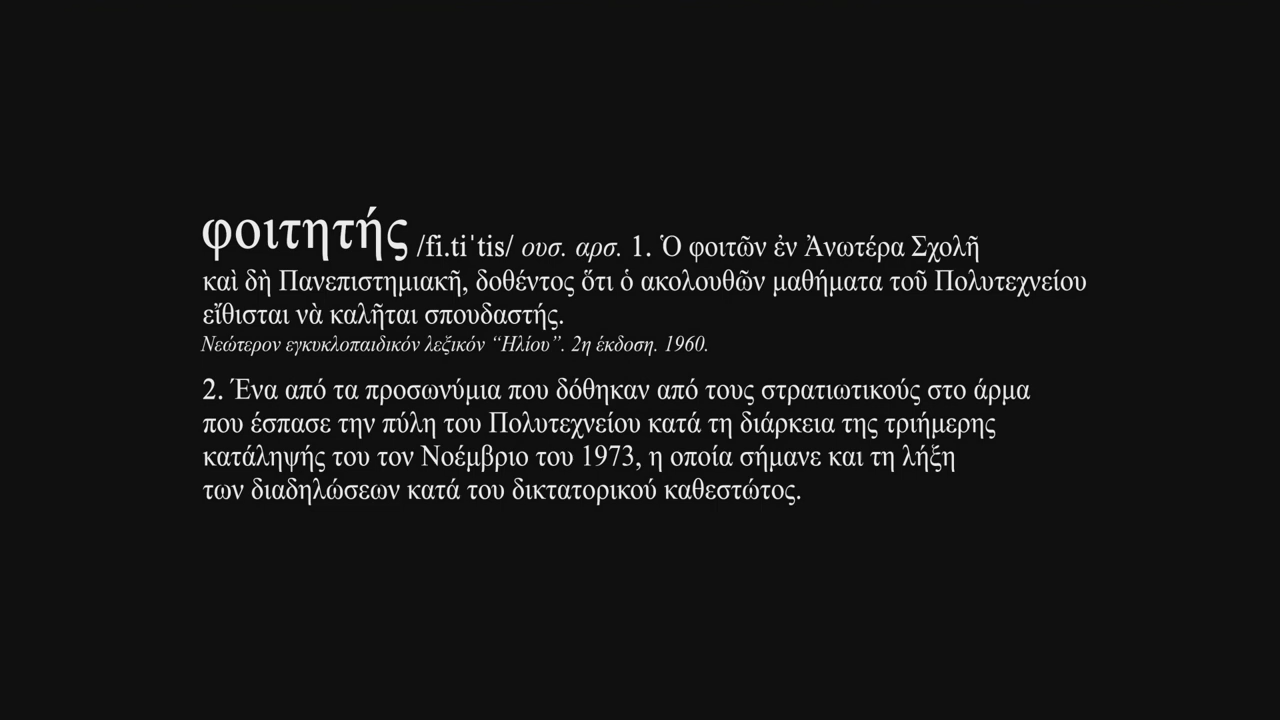 φοιτητής /fi.tiˈtis/ ουσ. αρσ. 1. Ὁ φοιτῶν ἐν Ἀνωτέρα Σχολῆ
καὶ δὴ Πανεπιστημιακῆ, δοθέντος ὅτι ὁ ακολουθῶν μαθήματα τοῦ Πολυτεχνείου
εἴθισται νὰ καλῆται σπουδαστής.
Νεώτερον εγκυκλοπαιδικόν λεξικόν “Ηλίου”. 2η έκδοση. 1960.
2. Ένα από τα προσωνύμια που δόθηκαν από τους στρατιωτικούς στο άρμα
που έσπασε την πύλη του Πολυτεχνείου κατά τη διάρκεια της τριήμερης
κατάληψής του τον Νοέμβριο του 1973, η οποία σήμανε και τη λήξη
των διαδηλώσεων κατά του δικτατορικού καθεστώτος.